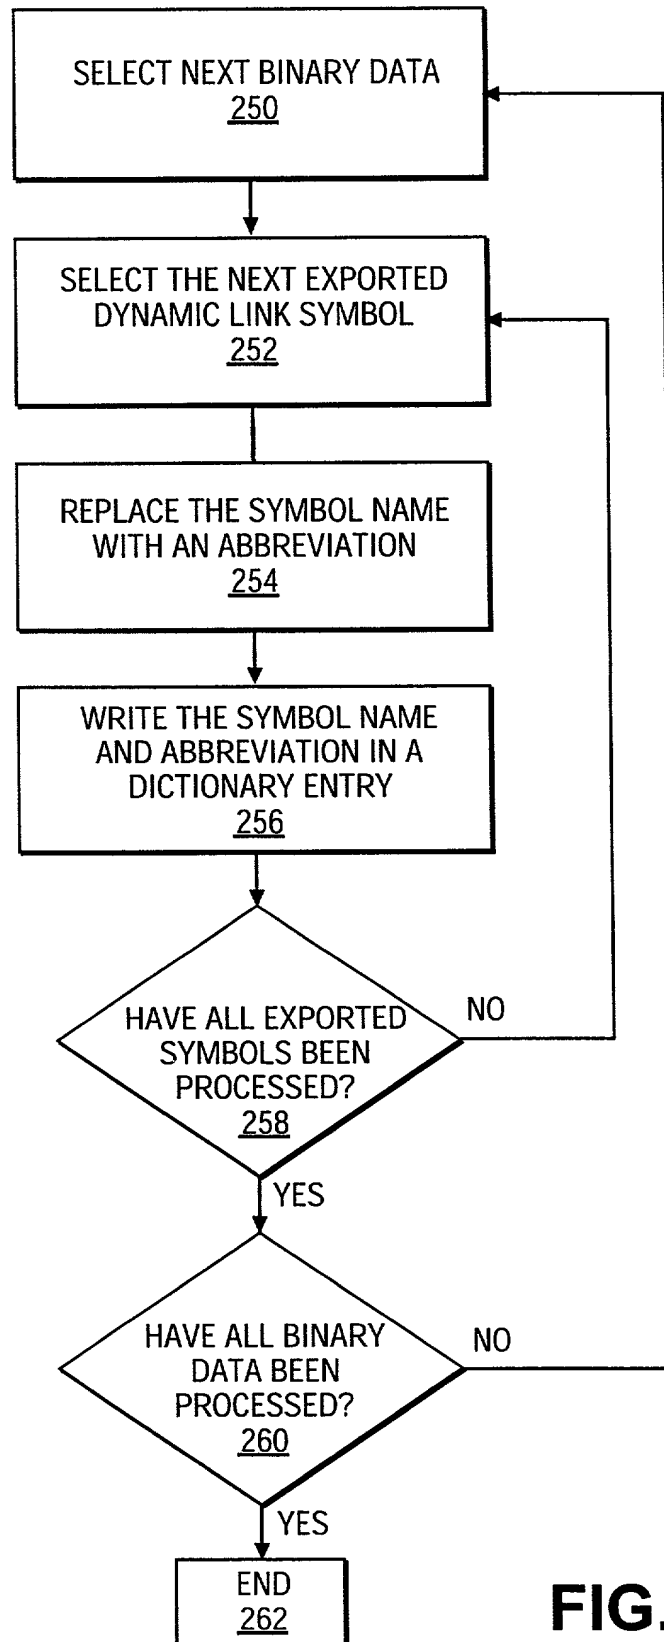 SELECT NEXT BINARY DATA
250
SELECT THE NEXT EXPORTED
DYNAMIC LINK SYMBOL
252
REPLACE THE SYMBOL NAME
WITH AN ABBREVIATION
254
WRITE THE SYMBOL NAME
AND ABBREVIATION IN A
DICTIONARY ENTRY
256
HAVE ALL EXPORTED
SYMBOLS BEEN
PROCESSED?
258
NO
YES
HAVE ALL BINARY
DATA BEEN
PROCESSED?
260
NO
YES
END
262
FIG.